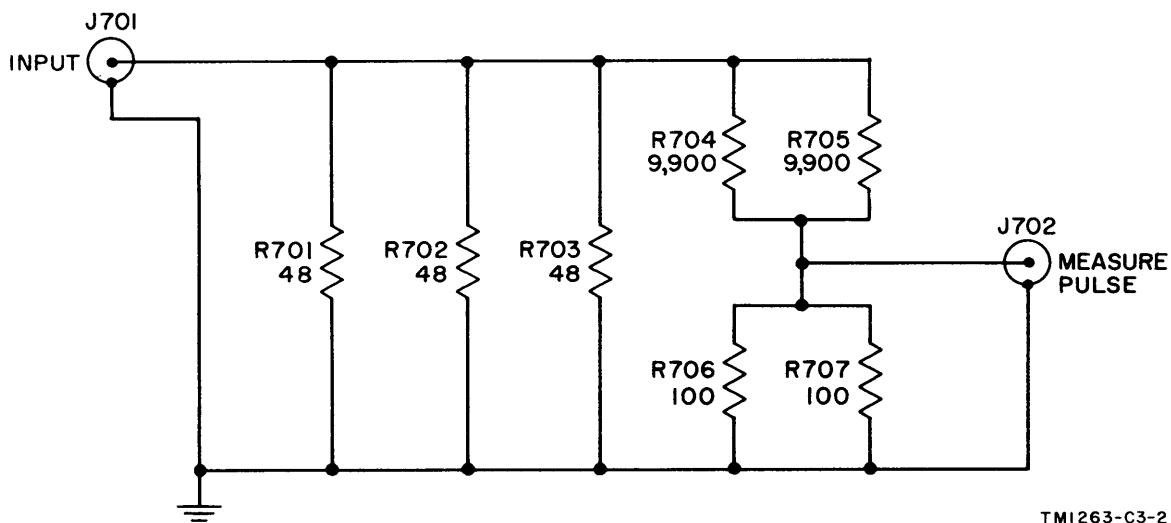 J701
INPUT
R701
48
R702
48
R703
48
R704
9,900
R705
9,900
J702
MEASURE
PULSE
R706
100
R707
100
TM1263-C3-2